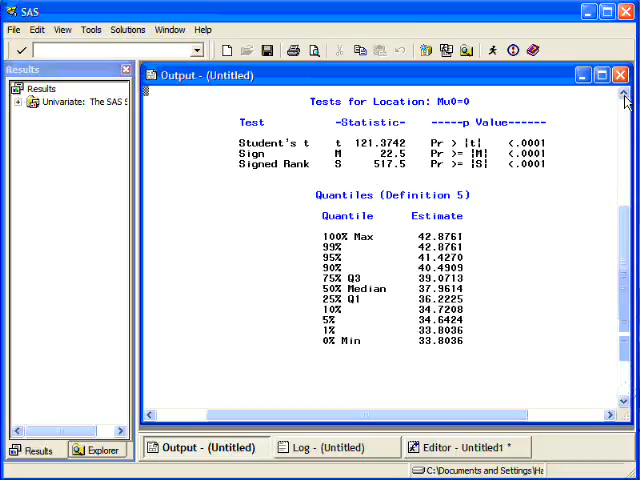 SAS
File Edit View Tools Solutions Window Help
Results
Results
Univariate: The SAS S
Output - (Untitled)
Tests for Location: Mu0=0
Test -Statistic- -----p Value------
Student's t t 121.3742 Pr > |t| <.0001
Sign M 22.5 Pr >= |M| <.0001
Signed Rank S 517.5 Pr >= |S| <.0001
Quantiles (Definition 5)
Quantile Estimate
100% Max 42.8761
99% 42.8761
95% 41.4270
90% 40.4909
75% Q3 39.0713
50% Median 37.9614
25% Q1 36.2225
10% 34.7208
5% 34.6424
1% 33.8036
0% Min 33.8036
Results Explorer
Output - (Untitled) Log - (Untitled) Editor - Untitled1 *
C:\Documents and Settings\Ha